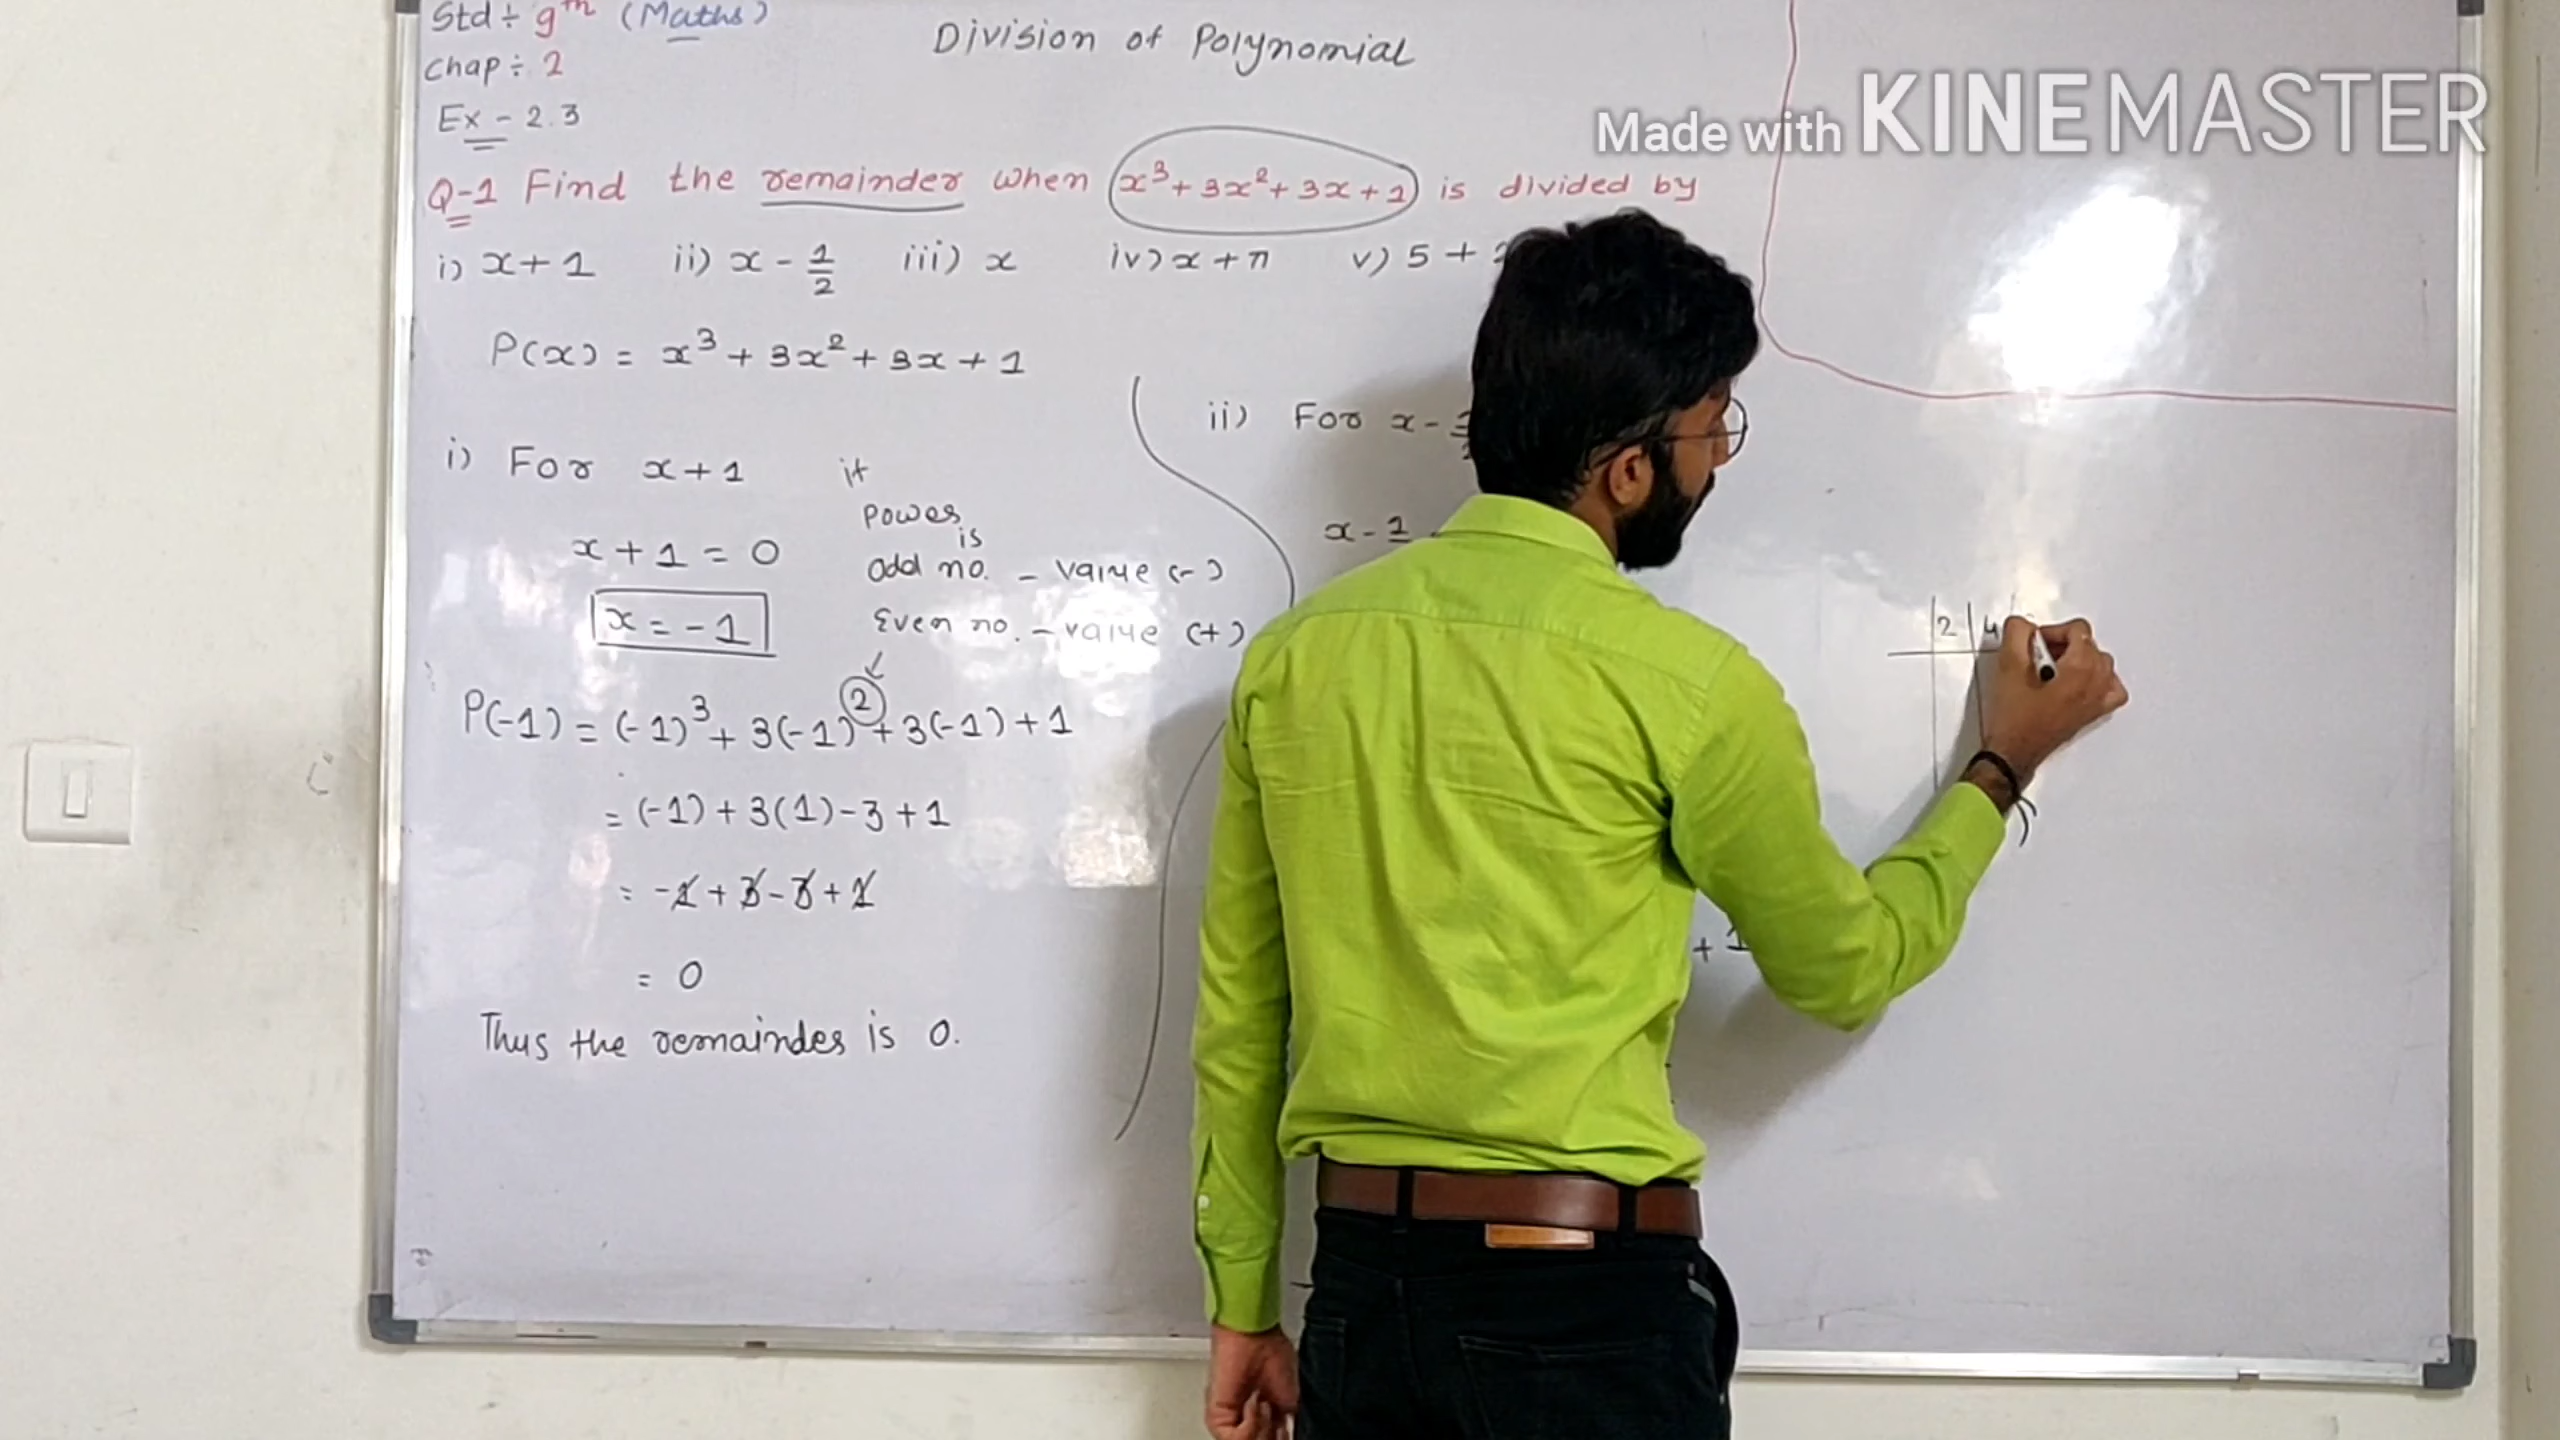 Std ÷ 9th (Maths)
Division of Polynomial
Chap ÷ 2
Ex - 2.3
Made with KINEMASTER
Q-1 Find the remainder when x³ + 3x² + 3x + 1 is divided by
i) x + 1 ii) x - 1/2 iii) x iv) x + π v) 5 +
P(x) = x³ + 3x² + 3x + 1
i) For x + 1
x + 1 = 0
x = -1
if
power
is
odd no. - value (-)
Even no. - value (+)
P(-1) = (-1)³ + 3(-1)² + 3(-1) + 1
= (-1) + 3(1) - 3 + 1
= -1 + 3 - 3 + 1
= 0
Thus the remainder is 0.
ii) For x -
x - 1
2 4
+ 1